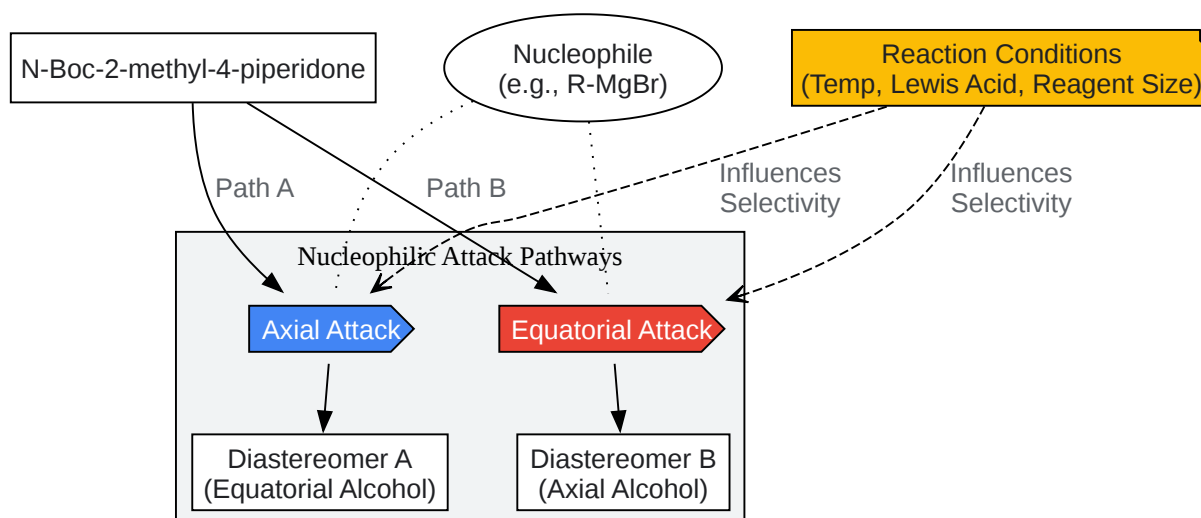 N-Boc-2-methyl-4-piperidone
Nucleophile
(e.g., R-MgBr)
Reaction Conditions
(Temp, Lewis Acid, Reagent Size)
Path A
Path B
Influences
Selectivity
Influences
Selectivity
Nucleophilic Attack Pathways
Axial Attack
Equatorial Attack
Diastereomer A
(Equatorial Alcohol)
Diastereomer B
(Axial Alcohol)